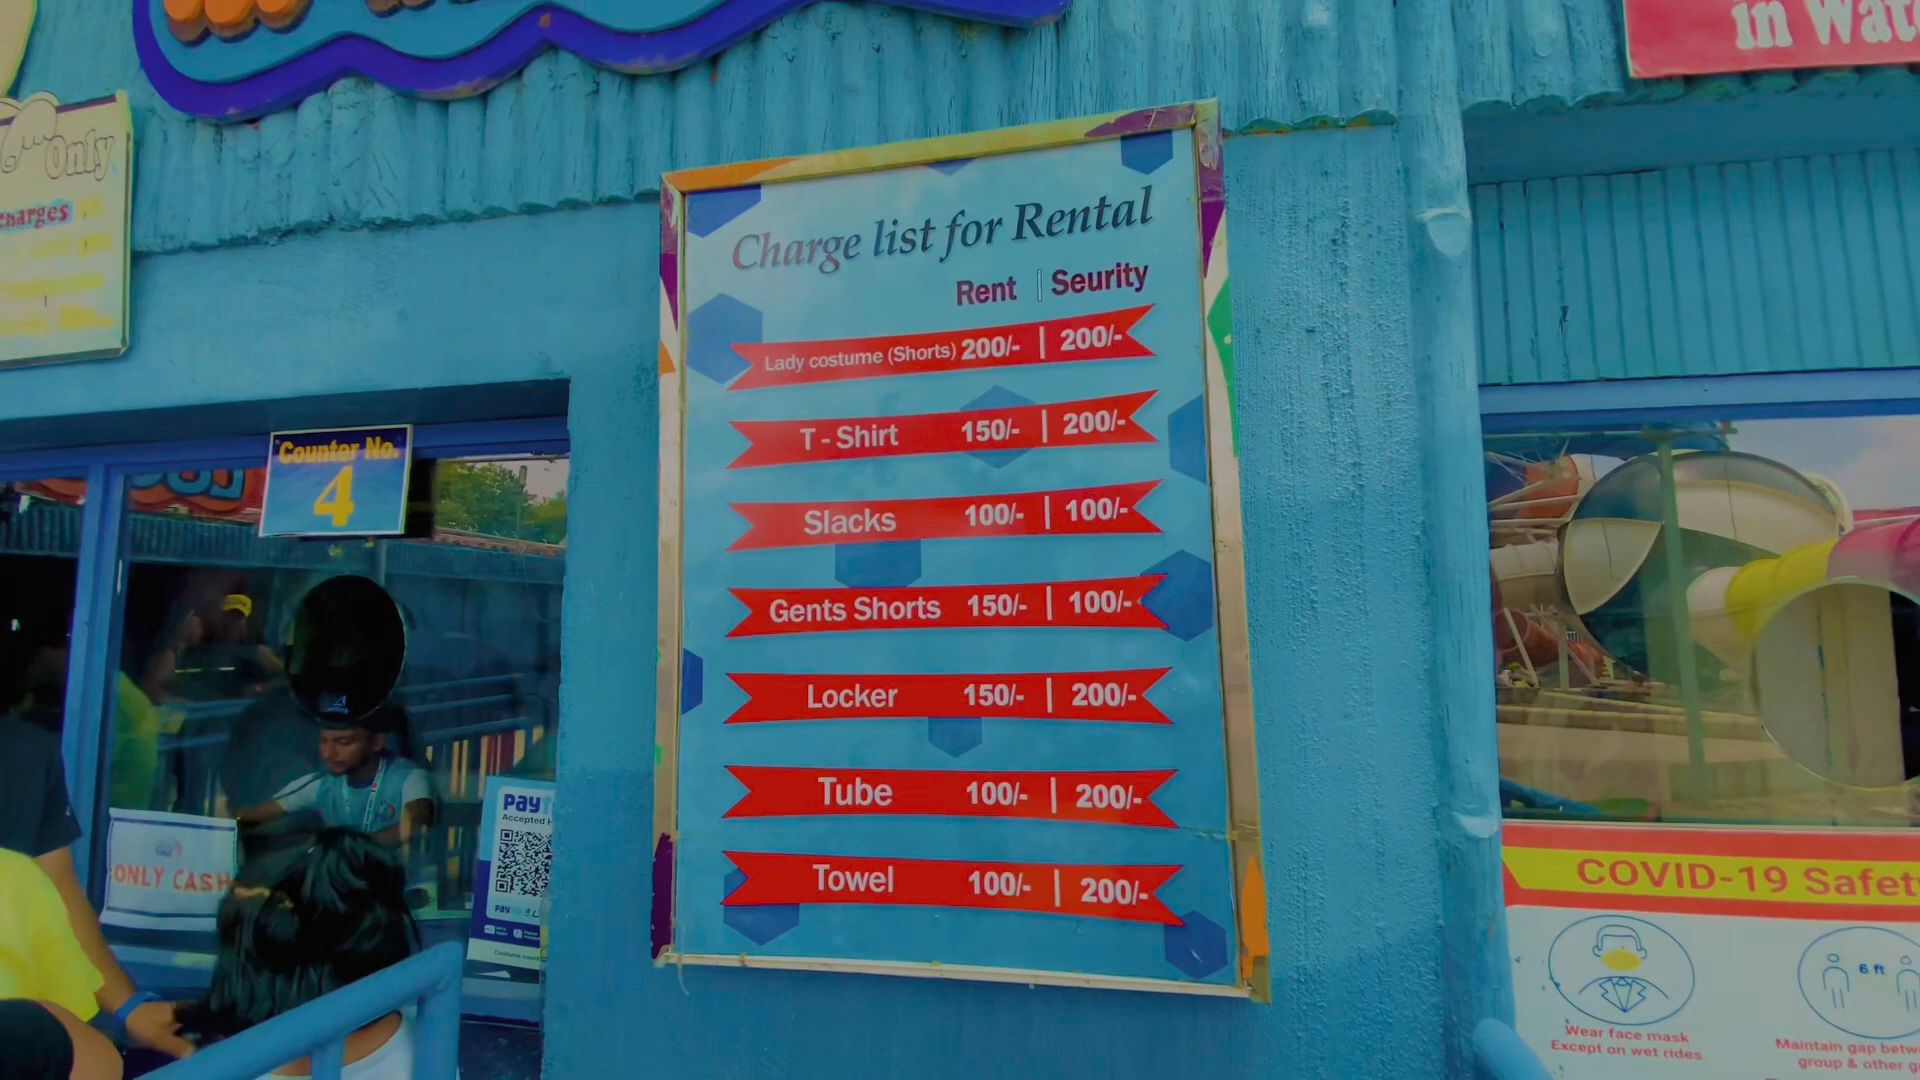 in Wat
Only
charges
Charge list for Rental
Rent | Seurity
Lady costume (Shorts) 200/- | 200/-
T - Shirt 150/- | 200/-
Slacks 100/- | 100/-
Gents Shorts 150/- | 100/-
Locker 150/- | 200/-
Tube 100/- | 200/-
Towel 100/- | 200/-
Counter No.
4
ONLY CASH
PAYT
Accepted H
COVID-19 Safet
6 ft
Wear face mask
Except on wet rides.
Maintain gap betw
group & other g